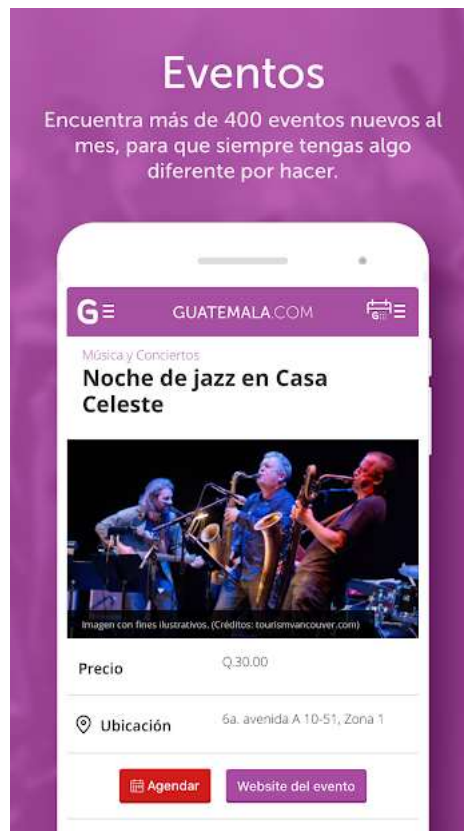 Eventos
Encuentra más de 400 eventos nuevos al
mes, para que siempre tengas algo
diferente por hacer.
G
GUATEMALA.COM
G
Música y Conciertos
Noche de jazz en Casa
Celeste
Imagen con fines ilustrativos. (Créditos: tourismvancouver.com)
Precio
Q.30.00
Ubicación
6a. avenida A 10-51, Zona 1
Agendar
Website del evento